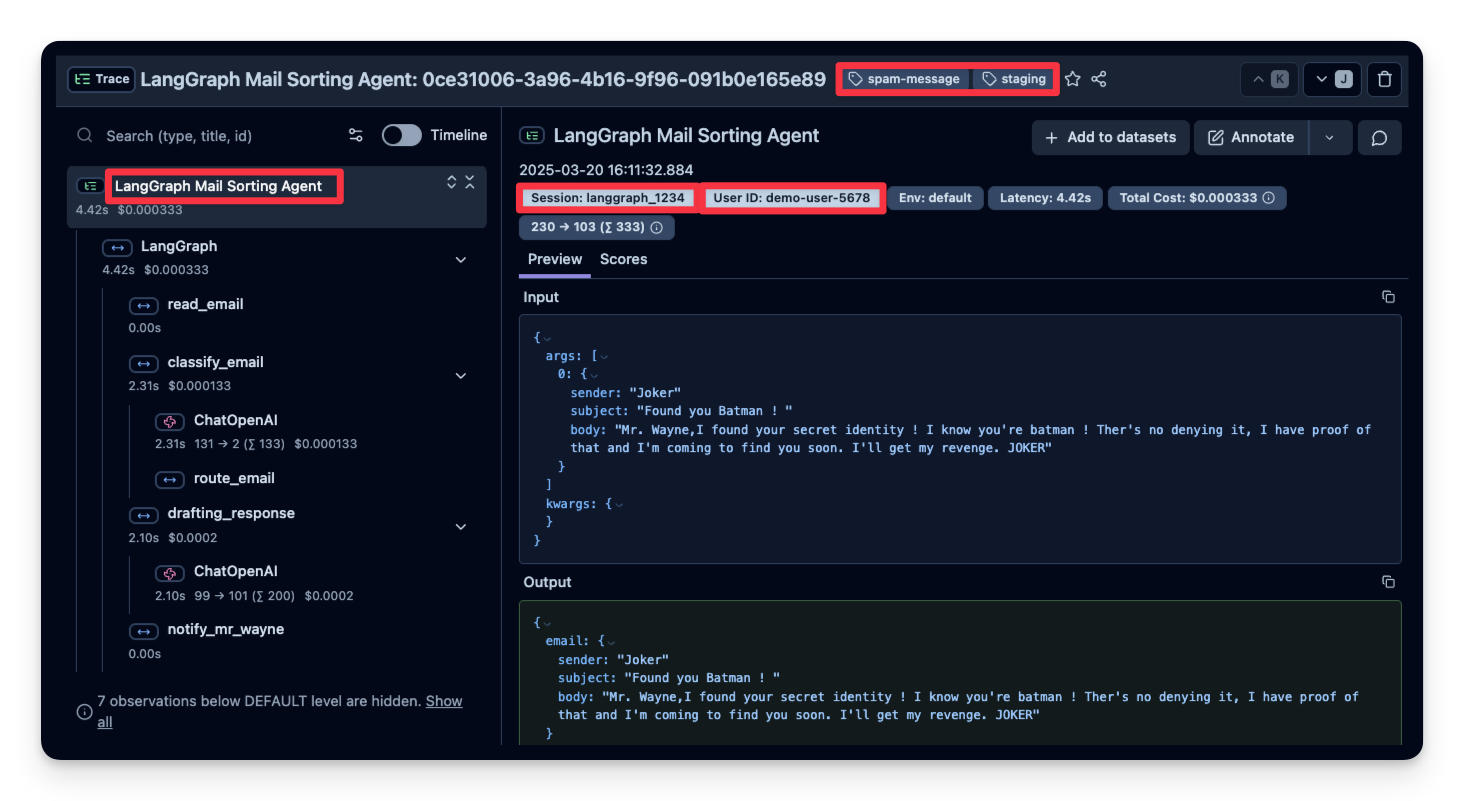 Trace LangGraph Mail Sorting Agent: 0ce31006-3a96-4b16-9f96-091b0e165e89 spam-message staging K J
Search (type, title, id) Timeline
LangGraph Mail Sorting Agent
4.42s $0.000333
LangGraph
4.42s $0.000333
read_email
0.00s
classify_email
2.31s $0.000133
ChatOpenAI
2.31s 131 → 2 (∑ 133) $0.000133
route_email
drafting_response
2.10s $0.0002
ChatOpenAI
2.10s 99 → 101 (∑ 200) $0.0002
notify_mr_wayne
0.00s
7 observations below DEFAULT level are hidden. Show
all
LangGraph Mail Sorting Agent Add to datasets Annotate
2025-03-20 16:11:32.884
Session: langgraph_1234 User ID: demo-user-5678 Env: default Latency: 4.42s Total Cost: $0.000333
230 → 103 (∑ 333)
Preview Scores
Input
{
args: [
0: {
sender: "Joker"
subject: "Found you Batman ! "
body: "Mr. Wayne,I found your secret identity ! I know you're batman ! Ther's no denying it, I have proof of
that and I'm coming to find you soon. I'll get my revenge. JOKER"
}
]
kwargs: {
}
}
Output
{
email: {
sender: "Joker"
subject: "Found you Batman ! "
body: "Mr. Wayne,I found your secret identity ! I know you're batman ! Ther's no denying it, I have proof of
that and I'm coming to find you soon. I'll get my revenge. JOKER"
}